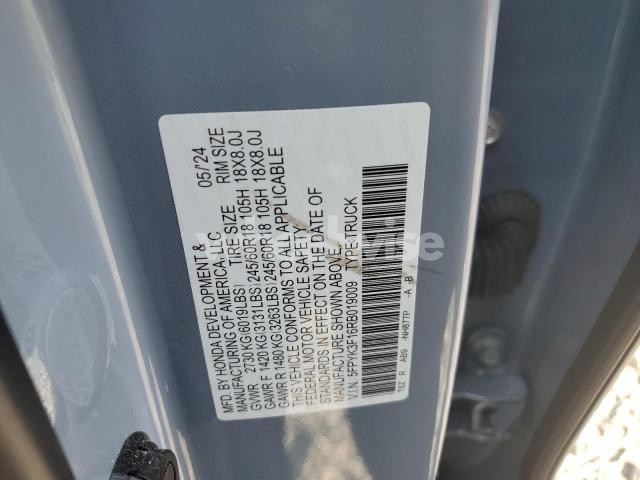 MFD. BY HONDA DEVELOPMENT & 05/'24
MANUFACTURING OF AMERICA, LLC
TIRE SIZE RIM SIZE
GVWR 2730 KG(6019LBS)
GAWR F 1420 KG(3131LBS) 245/60R18 105H 18X8.0J
GAWR R 1480 KG(3263LBS) 245/60R18 105H 18X8.0J
THIS VEHICLE CONFORMS TO ALL APPLICABLE
FEDERAL MOTOR VEHICLE SAFETY
STANDARDS IN EFFECT ON THE DATE OF
MANUFACTURE SHOWN ABOVE.
V.I.N.:5FPYK3F16RB019009 TYPE:TRUCK
-A B